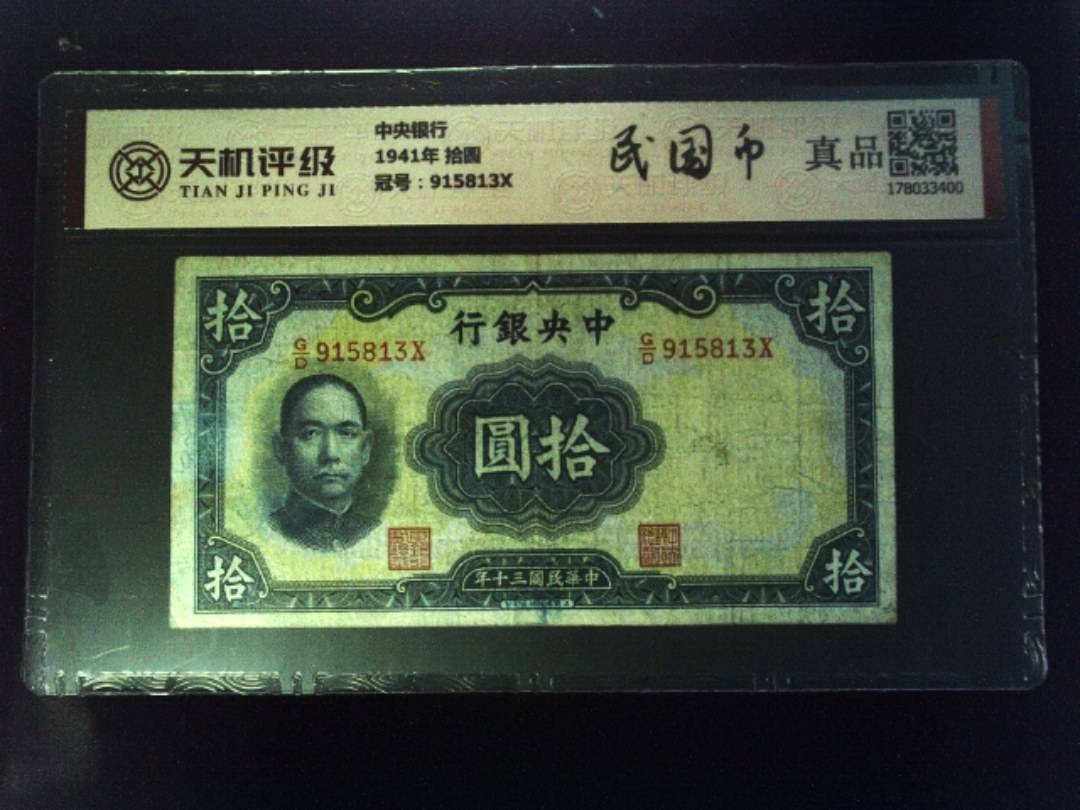 天机评级
TIAN JI PING JI
中央银行
1941年 拾圆
冠号：915813X
民国币
真品
178033400
拾
拾
行銀央中
G/D 915813X
G/D 915813X
圓拾
年十三國民華中
拾
拾